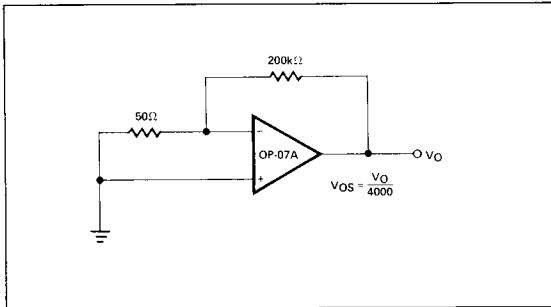 200kΩ
50Ω
−
OP-07A
+
VO
VOS = VO
4000